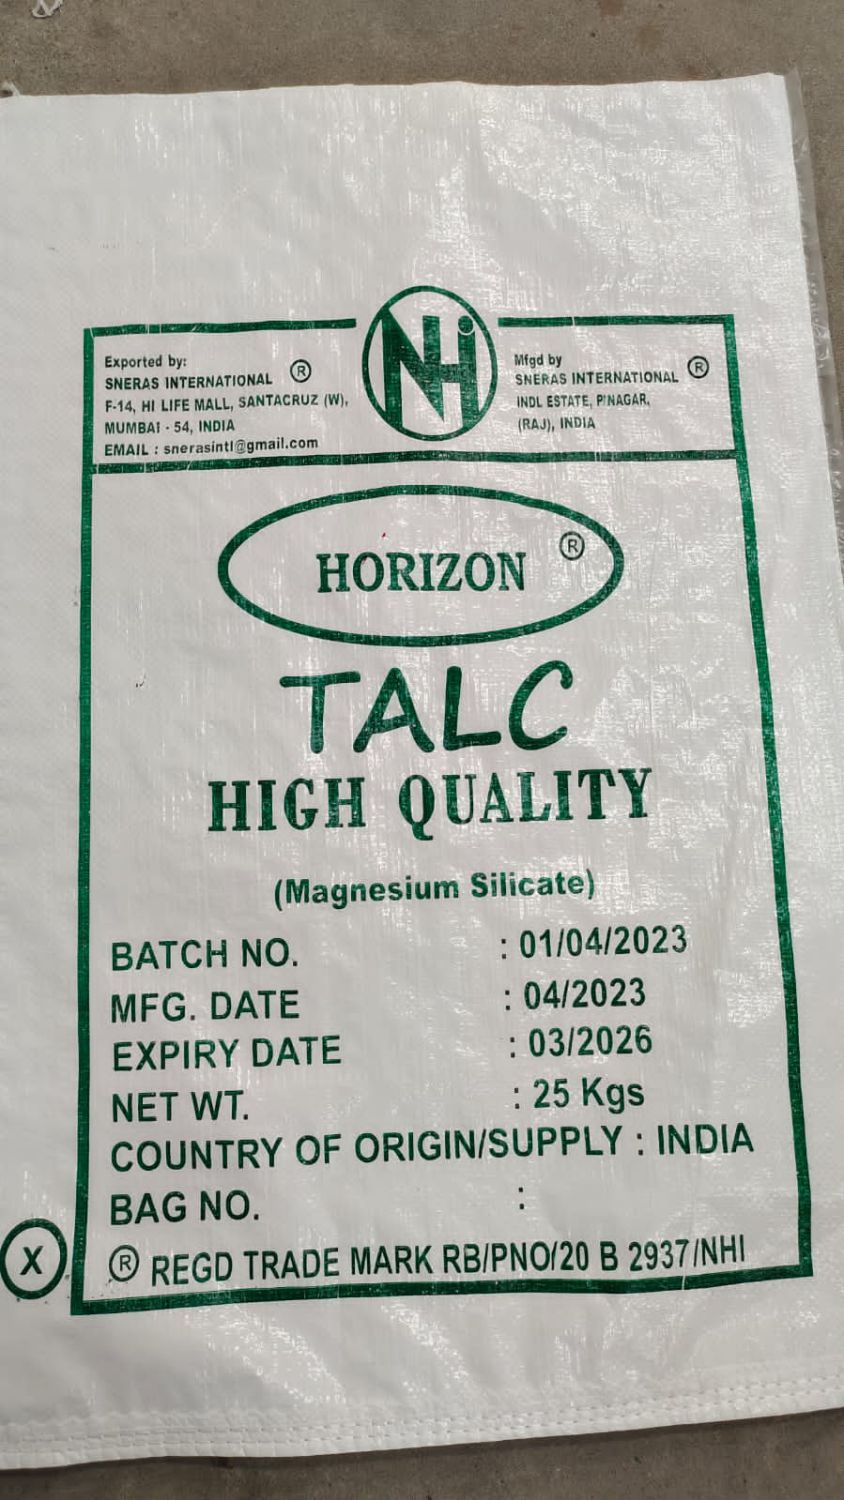 Exported by:
SNERAS INTERNATIONAL ®
F-14, HI LIFE MALL, SANTACRUZ (W),
MUMBAI - 54, INDIA
EMAIL : snerasintl@gmail.com
NHi
Mfgd by
SNERAS INTERNATIONAL ®
INDL ESTATE, P'NAGAR,
(RAJ), INDIA
HORIZON ®
TALC
HIGH QUALITY
(Magnesium Silicate)
BATCH NO. : 01/04/2023
MFG. DATE : 04/2023
EXPIRY DATE : 03/2026
NET WT. : 25 Kgs
COUNTRY OF ORIGIN/SUPPLY : INDIA
BAG NO. :
X
® REGD TRADE MARK RB/PNO/20 B 2937/NHI